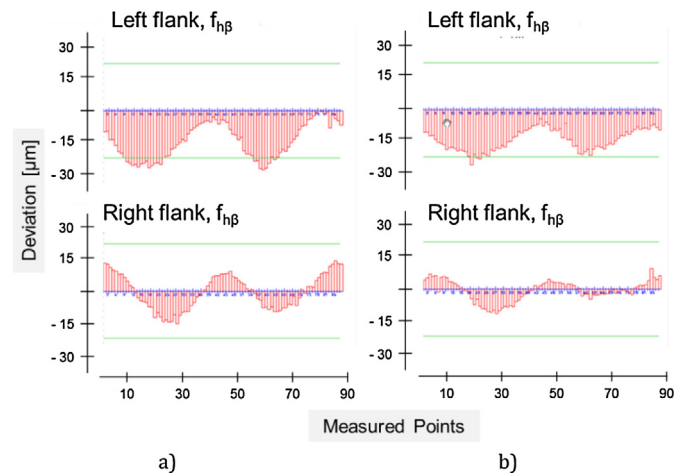 Left flank, fhβ
Left flank, fhβ
30
15
- 15
- 30
30
15
- 15
- 30
Deviation [μm]
Right flank, fhβ
Right flank, fhβ
30
15
- 15
- 30
30
15
- 15
- 30
10 30 50 70 90
10 30 50 70 90
Measured Points
a)
b)